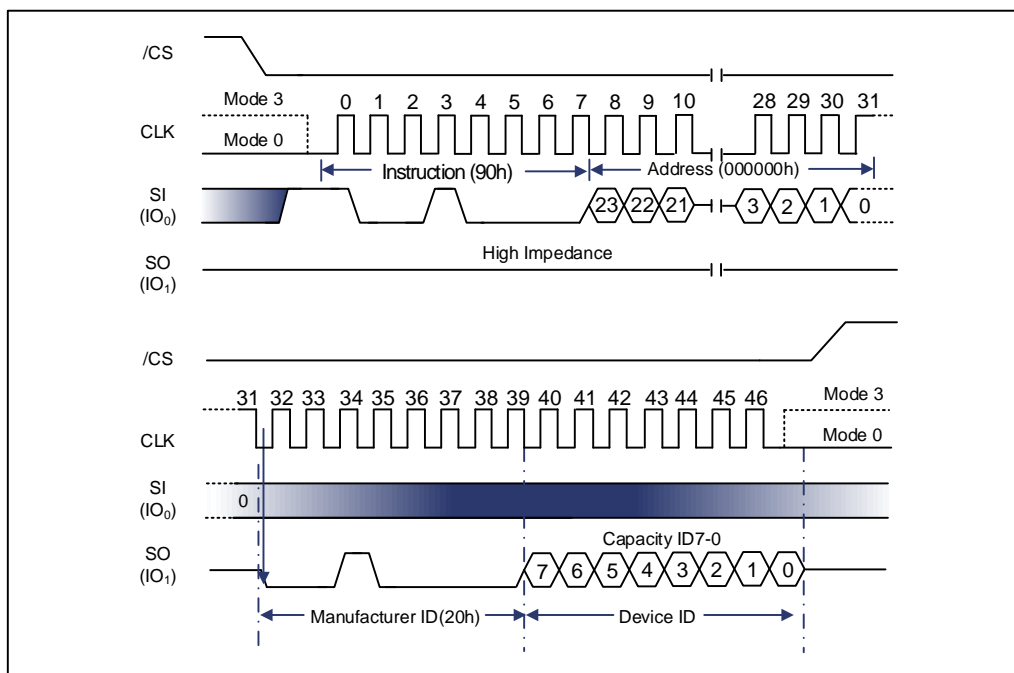 /CS
Mode 3
0 1 2 3 4 5 6 7 8 9 10 28 29 30 31
CLK
Mode 0
Instruction (90h)
Address (000000h)
SI
(IO0)
23 22 21 3 2 1 0
High Impedance
SO
(IO1)
/CS
31 32 33 34 35 36 37 38 39 40 41 42 43 44 45 46
Mode 3
CLK
Mode 0
SI
(IO0)
0
Capacity ID7-0
SO
(IO1)
7 6 5 4 3 2 1 0
Manufacturer ID(20h)
Device ID